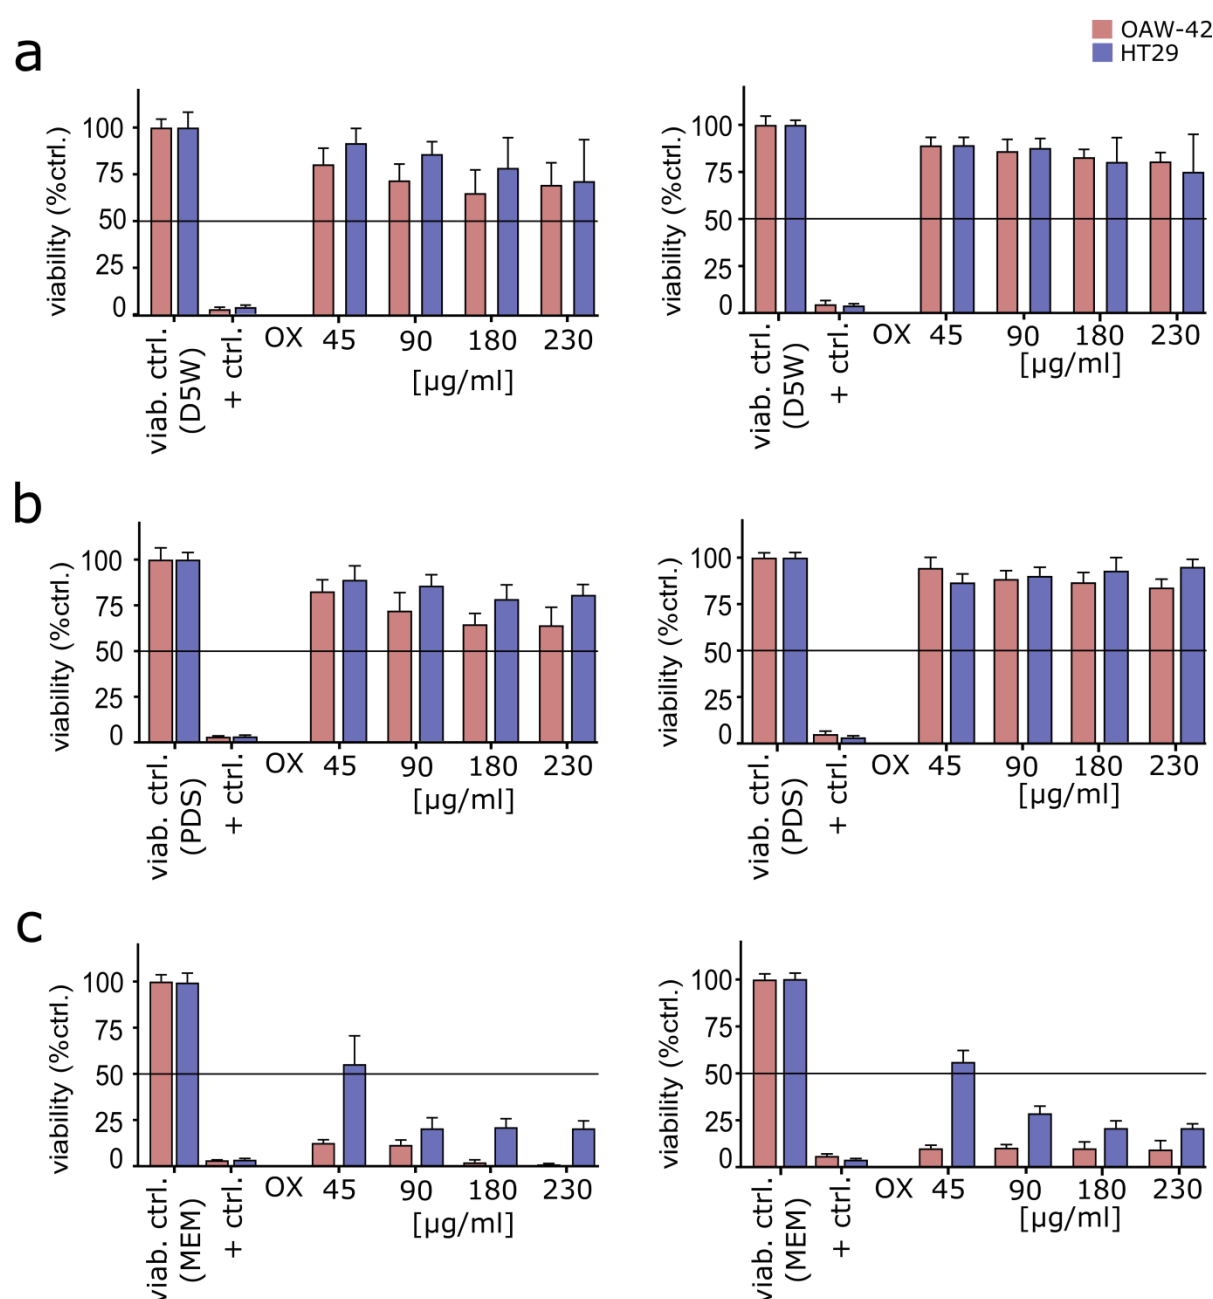 OAW-42
HT29
a
viability (%ctrl.)
100
75
50
25
0
viab. ctrl.
(D5W)
+ ctrl.
OX 45 90 180 230
[µg/ml]
viability (%ctrl.)
100
75
50
25
0
viab. ctrl.
(D5W)
+ ctrl.
OX 45 90 180 230
[µg/ml]
b
viability (%ctrl.)
100
75
50
25
0
viab. ctrl.
(PDS)
+ ctrl.
OX 45 90 180 230
[µg/ml]
viability (%ctrl.)
100
75
50
25
0
viab. ctrl.
(PDS)
+ ctrl.
OX 45 90 180 230
[µg/ml]
c
viability (%ctrl.)
100
75
50
25
0
viab. ctrl.
(MEM)
+ ctrl.
OX 45 90 180 230
[µg/ml]
viability (%ctrl.)
100
75
50
25
0
viab. ctrl.
(MEM)
+ ctrl.
OX 45 90 180 230
[µg/ml]